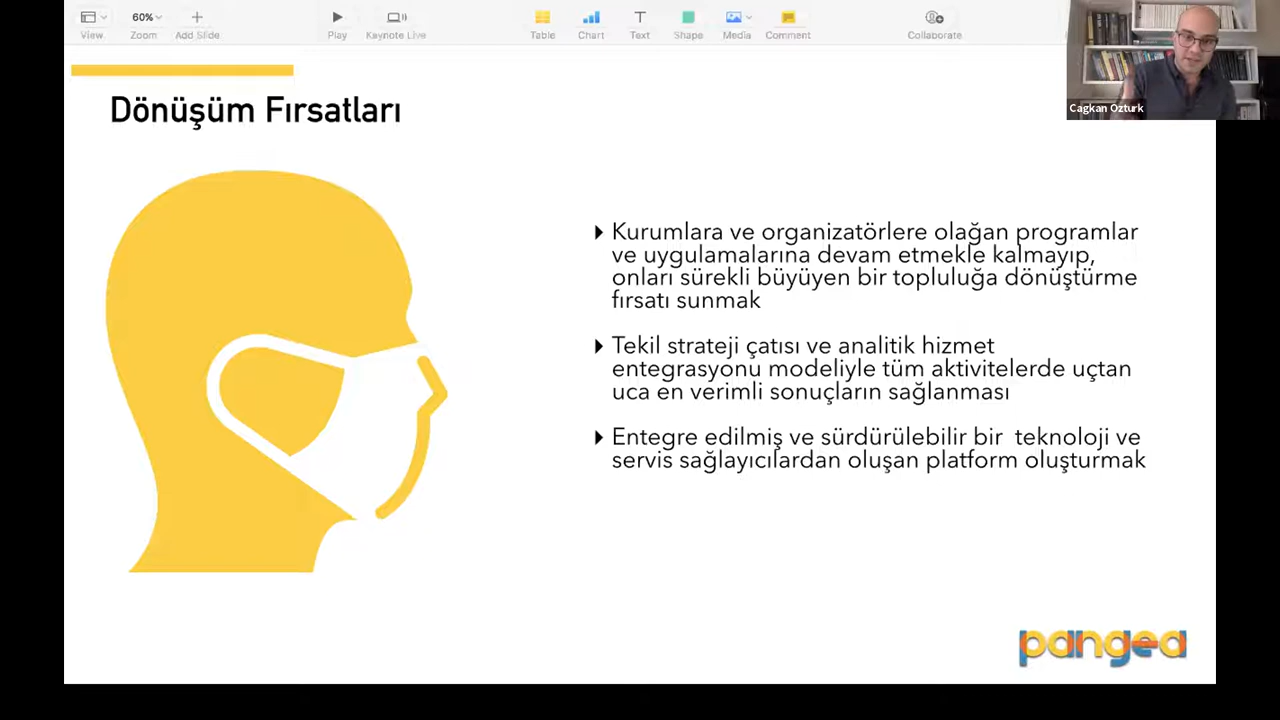 View
60%
Zoom
Add Slide
Play
Keynote Live
Table
Chart
Text
Shape
Media
Comment
Collaborate
Cagkan Ozturk
Dönüşüm Fırsatları
Kurumlara ve organizatörlere olağan programlar
ve uygulamalarına devam etmekle kalmayıp,
onları sürekli büyüyen bir topluluğa dönüştürme
fırsatı sunmak
Tekil strateji çatısı ve analitik hizmet
entegrasyonu modeliyle tüm aktivitelerde uçtan
uca en verimli sonuçların sağlanması
Entegre edilmiş ve sürdürülebilir bir  teknoloji ve
servis sağlayıcılardan oluşan platform oluşturmak
pangea